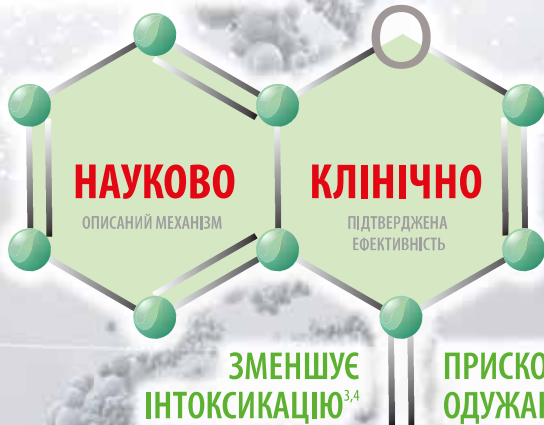 O
НАУКОВО
ОПИСАНИЙ МЕХАНІЗМ
КЛІНІЧНО
ПІДТВЕРДЖЕНА
ЕФЕКТИВНІСТЬ
ЗМЕНШУЄ
ІНТОКСИКАЦІЮ3,4